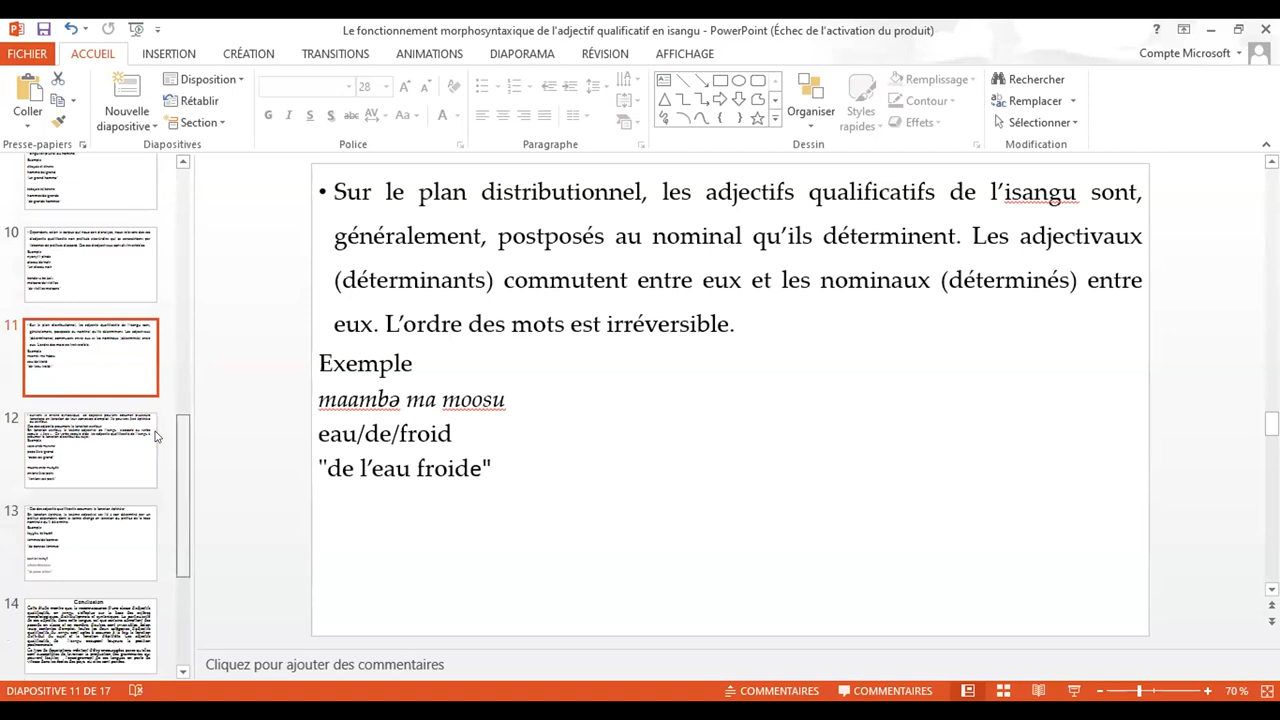 Le fonctionnement morphosyntaxique de l'adjectif qualificatif en isangu - PowerPoint (Échec de l'activation du produit)
FICHIER ACCUEIL INSERTION CRÉATION TRANSITIONS ANIMATIONS DIAPORAMA RÉVISION AFFICHAGE Compte Microsoft
Coller
Presse-papiers
Nouvelle diapositive
Disposition
Rétablir
Section
Diapositives
28
G I S S abc AV Aa A
Police
Paragraphe
Organiser
Styles rapides
Remplissage
Contour
Effets
Dessin
Rechercher
Remplacer
Sélectionner
Modification
10
11
12
13
14
Conclusion
• Sur le plan distributionnel, les adjectifs qualificatifs de l’isangu sont,
généralement, postposés au nominal qu’ils déterminent. Les adjectivaux
(déterminants) commutent entre eux et les nominaux (déterminés) entre
eux. L’ordre des mots est irréversible.
Exemple
maambə ma moosu
eau/de/froid
"de l’eau froide"
Cliquez pour ajouter des commentaires
DIAPOSITIVE 11 DE 17 COMMENTAIRES COMMENTAIRES 70 %